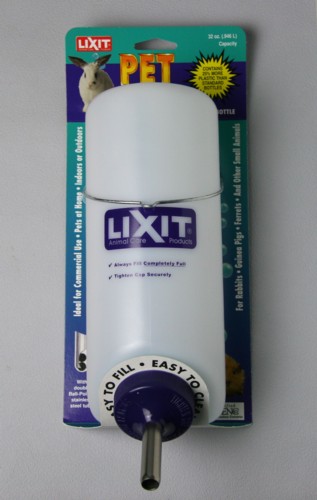 LIXIT
32 oz. (.946 L)
Capacity
PET
CONTAINS
25% MORE
PLASTIC THAN
STANDARD
BOTTLES
BOTTLE
Ideal for Commercial Use • Pets at Home • Indoors or Outdoors
For Rabbits • Guinea Pigs • Ferrets • And Other Small Animals
LIXIT®
Animal Care Products
✓ Always Fill Completely Full
✓ Tighten Cap Securely
TO FILL • EASY TO